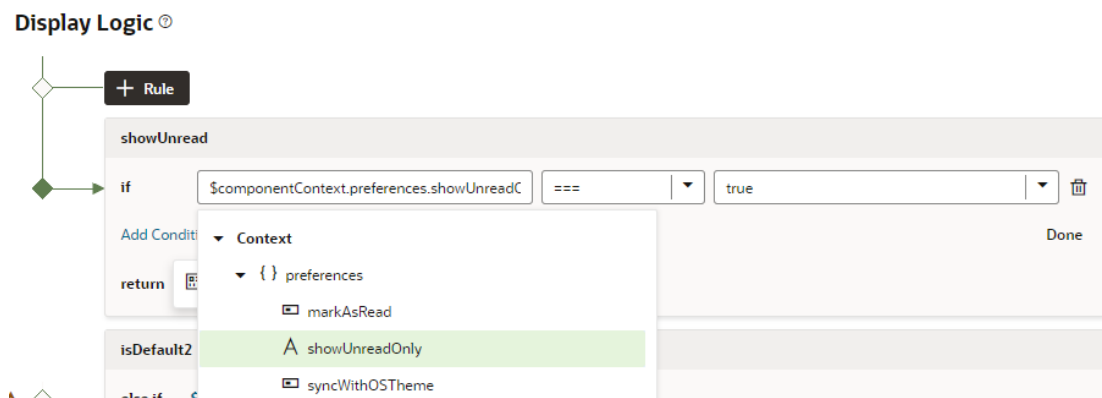 Display Logic ?
+ Rule
showUnread
if $componentContext.preferences.showUnreadC === true
Add Conditi
Done
Context
{ } preferences
return
markAsRead
A showUnreadOnly
isDefault2
syncWithOSTheme
else if